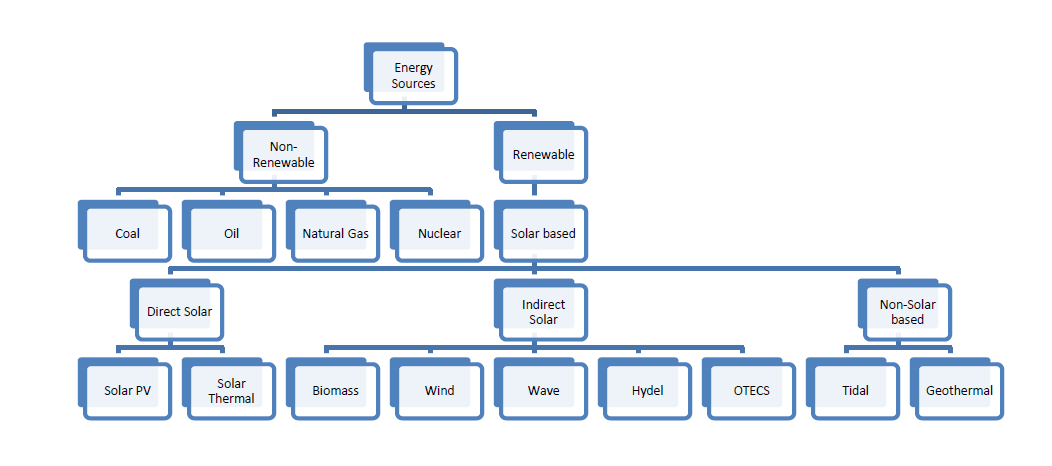 Energy
Sources
Non-
Renewable
Renewable
Coal
Oil
Natural Gas
Nuclear
Solar based
Direct Solar
Indirect
Solar
Non-Solar
based
Solar PV
Solar
Thermal
Biomass
Wind
Wave
Hydel
OTECS
Tidal
Geothermal